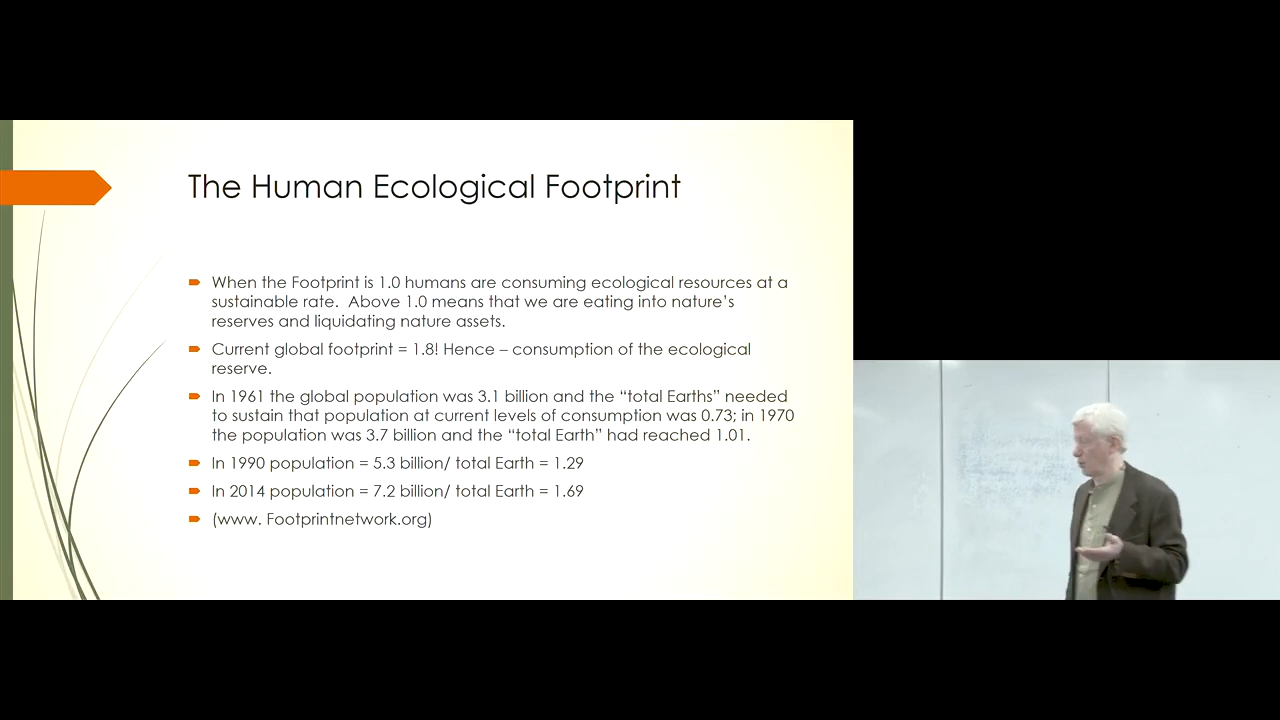 The Human Ecological Footprint
When the Footprint is 1.0 humans are consuming ecological resources at a
sustainable rate.  Above 1.0 means that we are eating into nature's
reserves and liquidating nature assets.
Current global footprint = 1.8! Hence – consumption of the ecological
reserve.
In 1961 the global population was 3.1 billion and the “total Earths” needed
to sustain that population at current levels of consumption was 0.73; in 1970
the population was 3.7 billion and the “total Earth” had reached 1.01.
In 1990 population = 5.3 billion/ total Earth = 1.29
In 2014 population = 7.2 billion/ total Earth = 1.69
(www. Footprintnetwork.org)